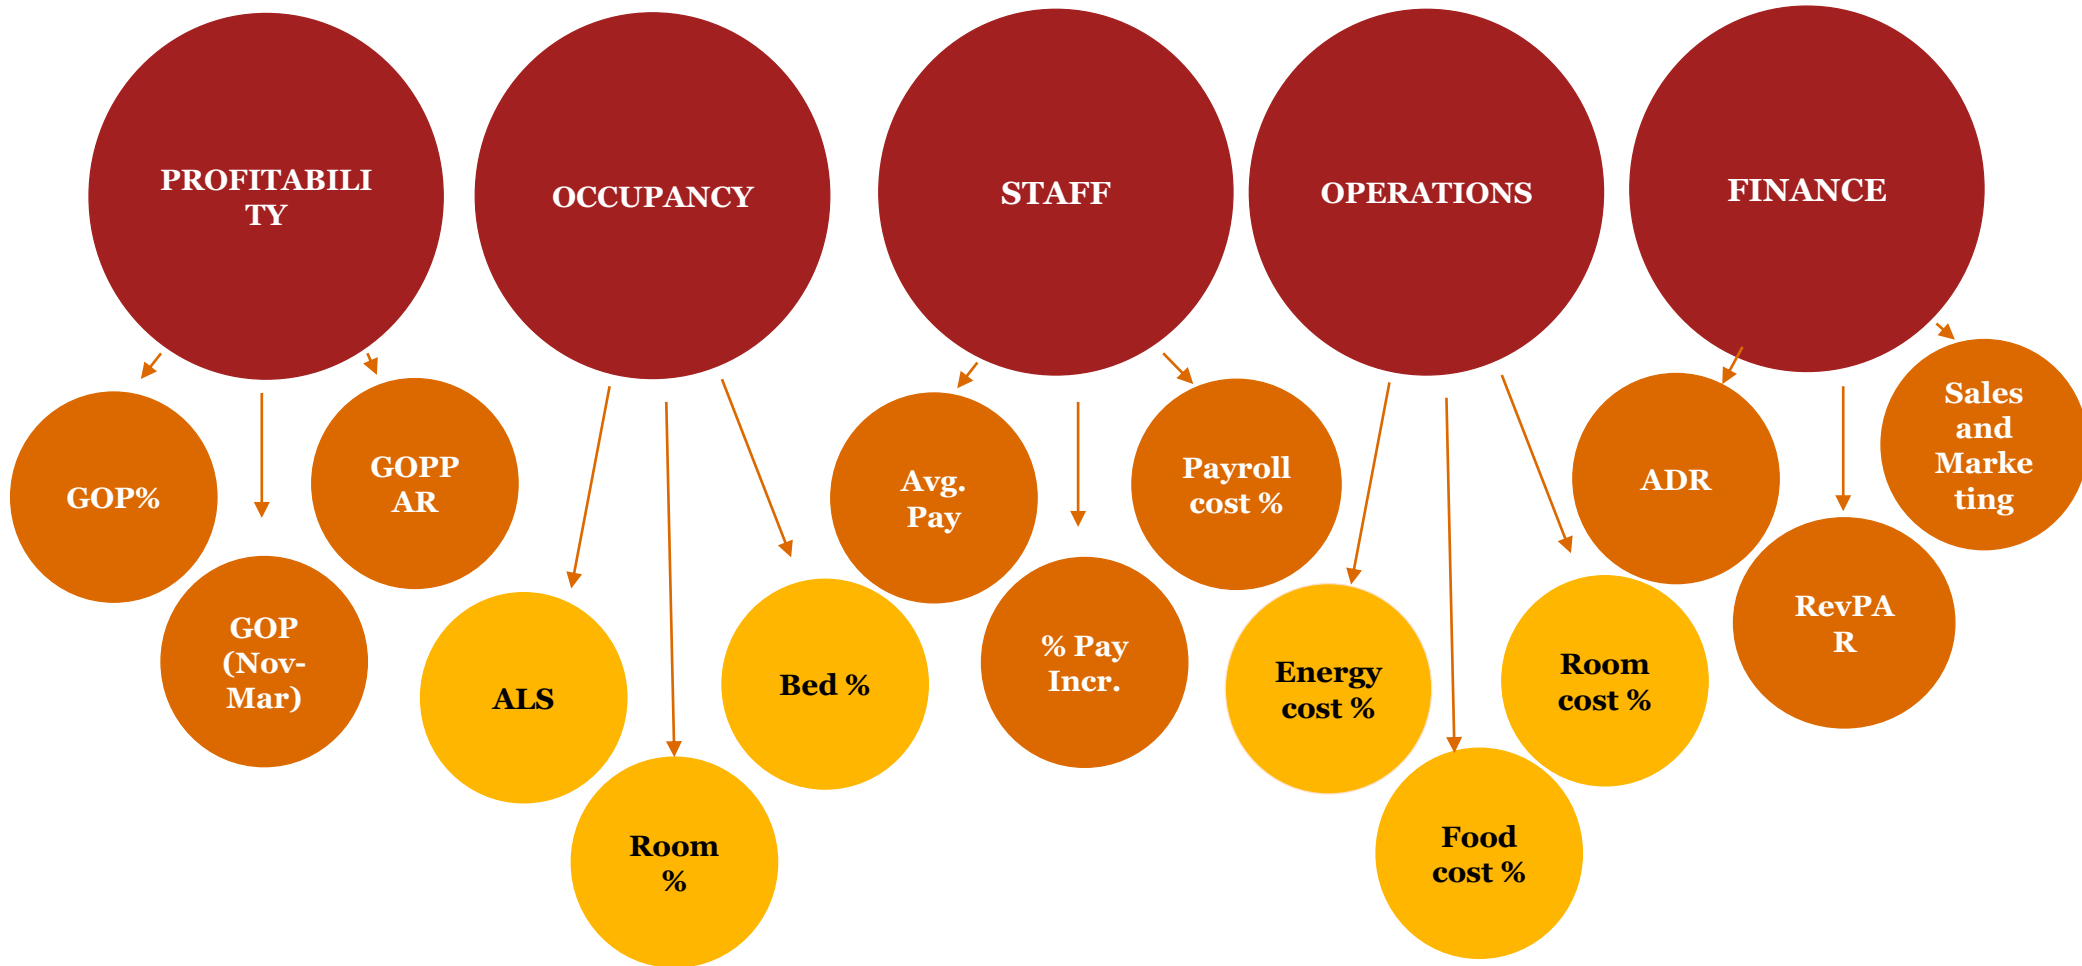 PROFITABILI
TY
OCCUPANCY
STAFF
OPERATIONS
FINANCE
GOP%
GOP
(Nov-
Mar)
GOPP
AR
ALS
Room
%
Bed %
Avg.
Pay
% Pay
Incr.
Payroll
cost %
Energy
cost %
Food
cost %
Room
cost %
ADR
RevPA
R
Sales
and
Marke
ting